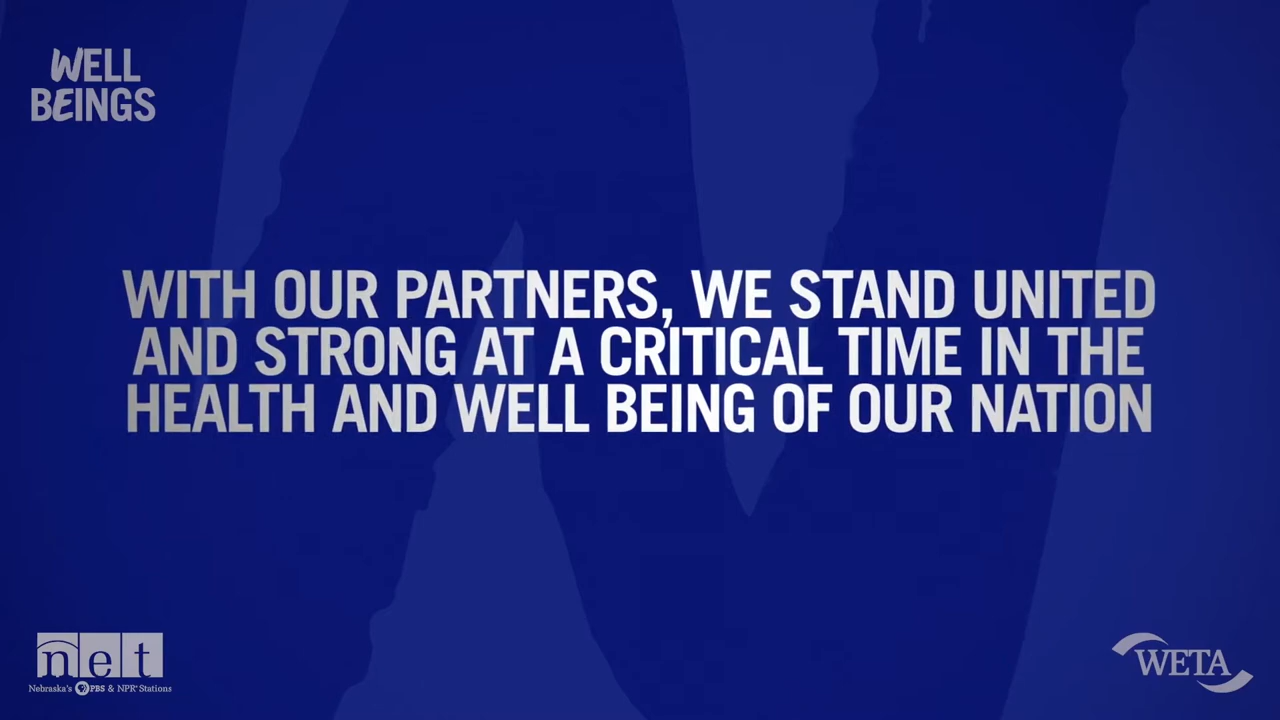 WELL
BEINGS
WITH OUR PARTNERS, WE STAND UNITED
AND STRONG AT A CRITICAL TIME IN THE
HEALTH AND WELL BEING OF OUR NATION
net
Nebraska's PBS & NPR® Stations
WETA